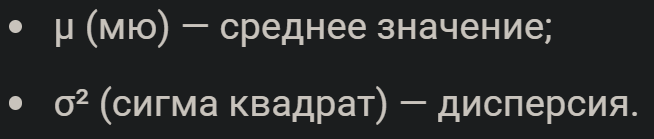 • μ (мю) — среднее значение;
• σ² (сигма квадрат) — дисперсия.